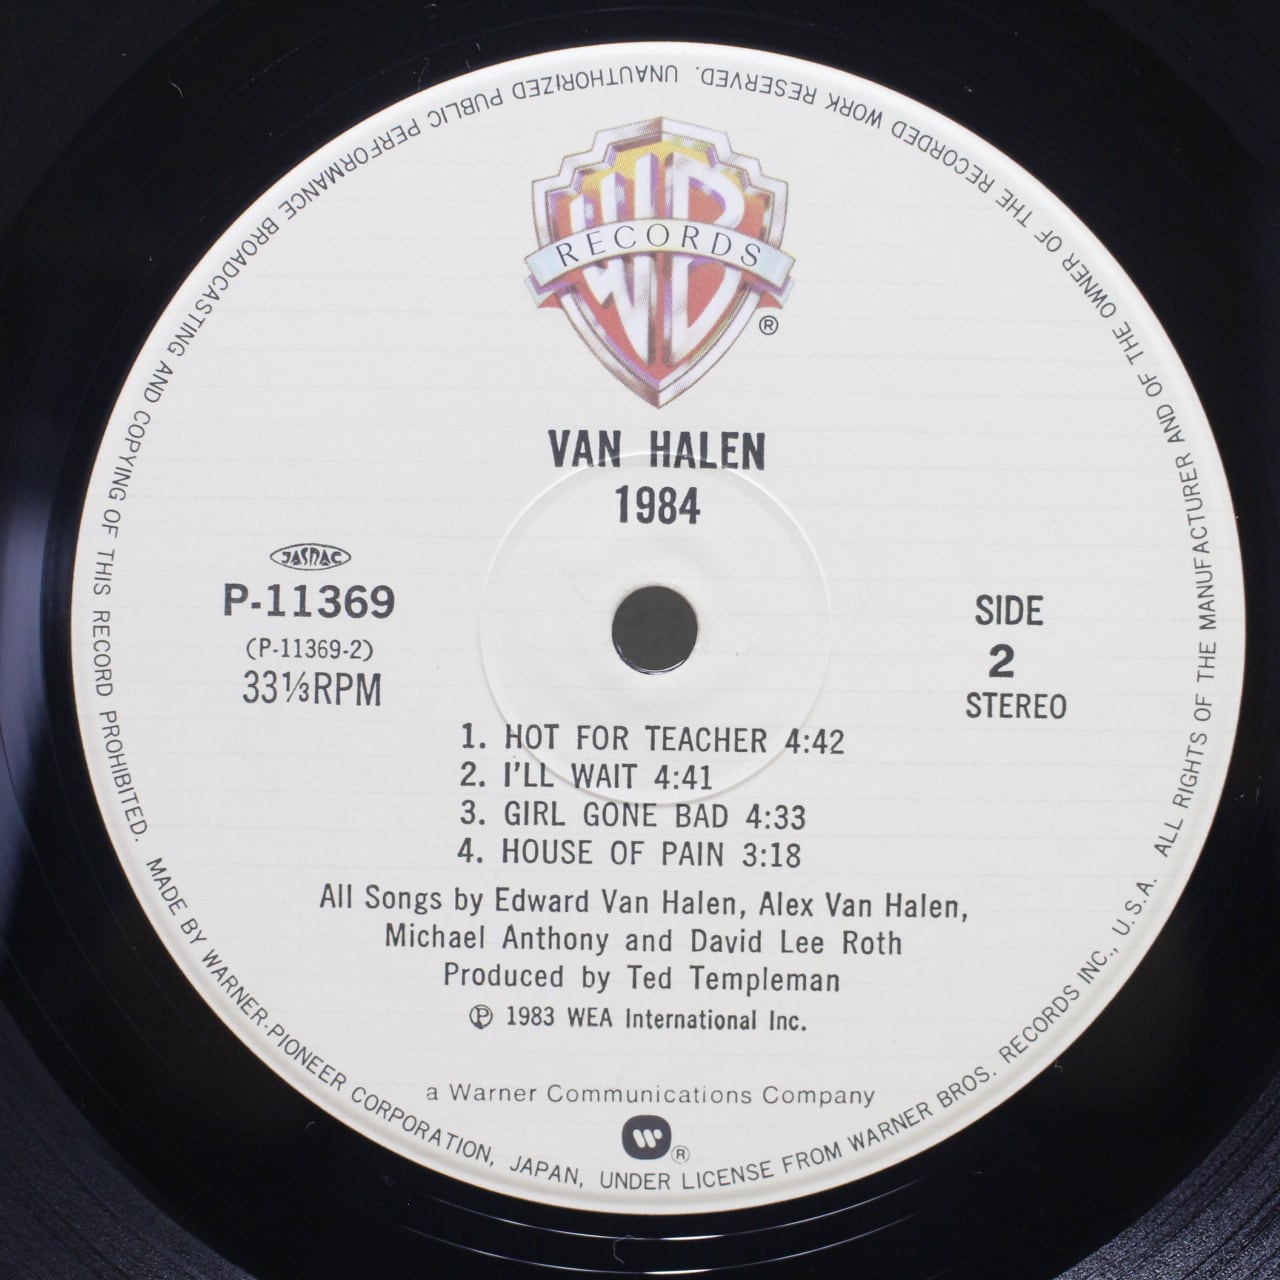 WB
RECORDS
®
VAN HALEN
1984
JASRAC
P-11369
(P-11369-2)
33⅓RPM
SIDE
2
STEREO
1. HOT FOR TEACHER 4:42
2. I'LL WAIT 4:41
3. GIRL GONE BAD 4:33
4. HOUSE OF PAIN 3:18
All Songs by Edward Van Halen, Alex Van Halen,
Michael Anthony and David Lee Roth
Produced by Ted Templeman
Ⓟ 1983 WEA International Inc.
a Warner Communications Company
®
MADE BY WARNER-PIONEER CORPORATION, JAPAN, UNDER LICENSE FROM WARNER BROS. RECORDS INC., U.S.A. ALL RIGHTS OF THE MANUFACTURER AND OF THE OWNER OF THE RECORDED WORK RESERVED. UNAUTHORIZED PUBLIC PERFORMANCE BROADCASTING AND COPYING OF THIS RECORD PROHIBITED.